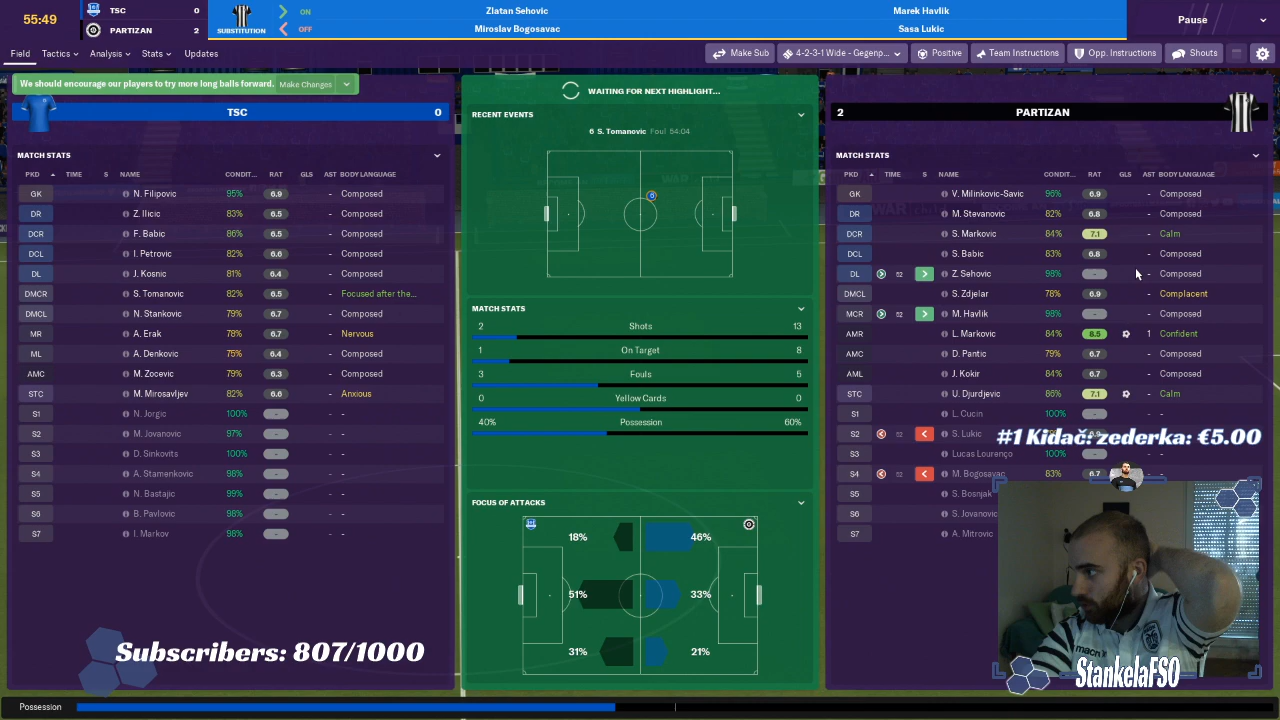 55:49
TSC 0
PARTIZAN 2
SUBSTITUTION
ON Zlatan Sehovic Marek Havlik
OFF Miroslav Bogosavac Sasa Lukic
Pause
Field Tactics Analysis Stats Updates
Make Sub 4-2-3-1 Wide - Gegenp... Positive Team Instructions Opp. Instructions Shouts
We should encourage our players to try more long balls forward. Make Changes
TSC 0
MATCH STATS
PKD TIME S NAME CONDIT... RAT GLS AST BODY LANGUAGE
GK N. Filipovic 95% 6.9 - Composed
DR Z. Ilicic 83% 6.5 - Composed
DCR F. Babic 86% 6.5 - Composed
DCL I. Petrovic 82% 6.6 - Composed
DL J. Kosnic 81% 6.4 - Composed
DMCR S. Tomanovic 82% 6.5 - Focused after the...
DMCL N. Stankovic 79% 6.7 - Composed
MR A. Erak 78% 6.7 - Nervous
ML A. Denkovic 75% 6.4 - Composed
AMC M. Zocevic 79% 6.3 - Composed
STC M. Mirosavljev 82% 6.6 - Anxious
S1 N. Jorgic 100% - - -
S2 M. Jovanovic 97% - - -
S3 D. Sinkovits 100% - - -
S4 A. Stamenkovic 98% - - -
S5 N. Bastajic 99% - - -
S6 B. Pavlovic 98% - - -
S7 I. Markov 96% - - -
Subscribers: 807/1000
WAITING FOR NEXT HIGHLIGHT...
RECENT EVENTS
6 S. Tomanovic Foul 54:04
MATCH STATS
2 Shots 13
1 On Target 8
3 Fouls 5
0 Yellow Cards 0
40% Possession 60%
FOCUS OF ATTACKS
18% 46%
51% 33%
31% 21%
2 PARTIZAN
MATCH STATS
PKD TIME S NAME CONDIT... RAT GLS AST BODY LANGUAGE
GK V. Milinkovic-Savic 96% 6.9 - Composed
DR M. Stevanovic 82% 6.8 - Composed
DCR S. Markovic 84% 7.1 - Calm
DCL S. Babic 83% 6.8 - Composed
DL 52 Z. Sehovic 98% - - Composed
DMCL S. Zdjelar 78% 6.9 - Complacent
MCR 52 M. Havlik 98% - - Composed
AMR L. Markovic 84% 8.5 1 Confident
AMC D. Pantic 79% 6.7 - Composed
AML J. Kokir 84% 6.7 - Composed
STC U. Djurdjevic 86% 7.1 - Calm
S1 L. Cucin 100% - - -
S2 52 S. Lukic
#1 Kidač: zederka: €5.00
S3 Lucas Lourenço 100% - - -
S4 52 M. Bogosavac 83% 6.7
S5 S. Bosnjak
S6 S. Jovanovic
S7 A. Mitrovic
macron
StankelaFSO
Possession